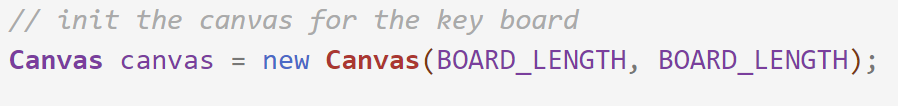 // init the canvas for the key board
Canvas canvas = new Canvas(BOARD_LENGTH, BOARD_LENGTH);